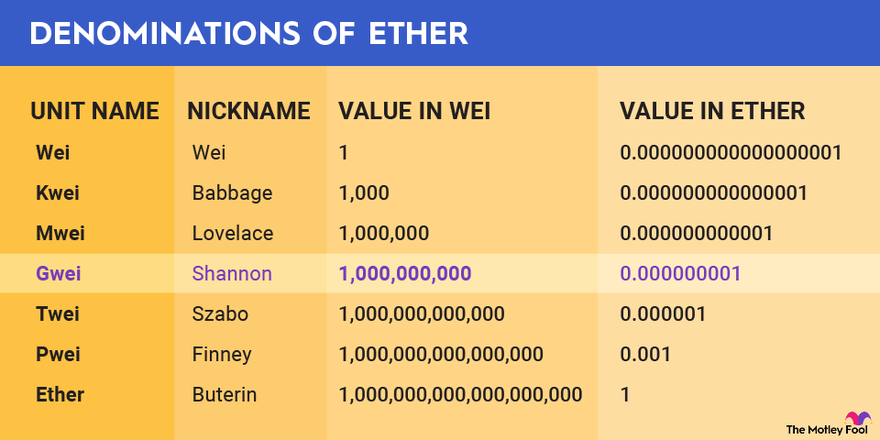 DENOMINATIONS OF ETHER
UNIT NAME NICKNAME VALUE IN WEI VALUE IN ETHER
Wei Wei 1 0.000000000000000001
Kwei Babbage 1,000 0.000000000000001
Mwei Lovelace 1,000,000 0.000000000001
Gwei Shannon 1,000,000,000 0.000000001
Twei Szabo 1,000,000,000,000 0.000001
Pwei Finney 1,000,000,000,000,000 0.001
Ether Buterin 1,000,000,000,000,000,000 1
The Motley Fool